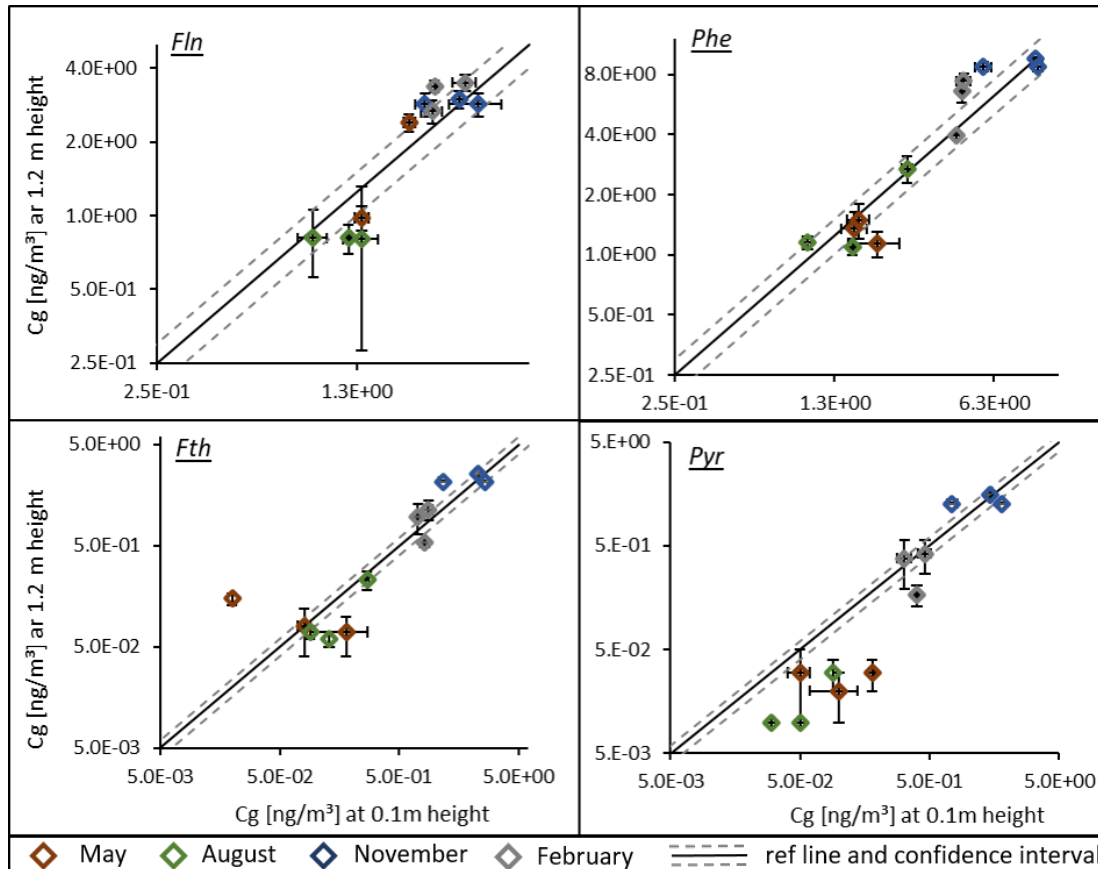 Fln
Cg [ng/m³] ar 1.2 m height
4.0E+00
2.0E+00
1.0E+00
5.0E-01
2.5E-01
2.5E-01 1.3E+00
Phe
8.0E+00
4.0E+00
2.0E+00
1.0E+00
5.0E-01
2.5E-01
2.5E-01 1.3E+00 6.3E+00
Fth
Cg [ng/m³] ar 1.2 m height
5.0E+00
5.0E-01
5.0E-02
5.0E-03
5.0E-03 5.0E-02 5.0E-01 5.0E+00
Cg [ng/m³] at 0.1m height
Pyr
5.0E+00
5.0E-01
5.0E-02
5.0E-03
5.0E-03 5.0E-02 5.0E-01 5.0E+00
Cg [ng/m³] at 0.1m height
May August November February ref line and confidence interval